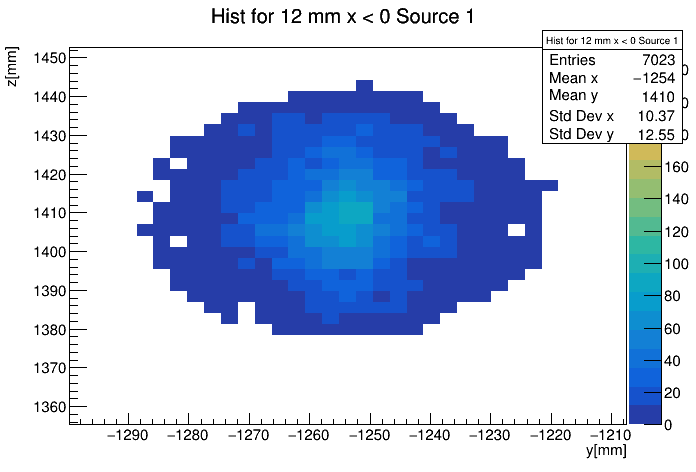 Hist for 12 mm x < 0 Source 1
z[mm]
Hist for 12 mm x < 0 Source 1
Entries 7023
Mean x −1254
Mean y 1410
Std Dev x 10.37
Std Dev y 12.55
1450
1440
1430
1420
1410
1400
1390
1380
1370
1360
160
140
120
100
80
60
40
20
0
−1290 −1280 −1270 −1260 −1250 −1240 −1230 −1220 −1210
y[mm]